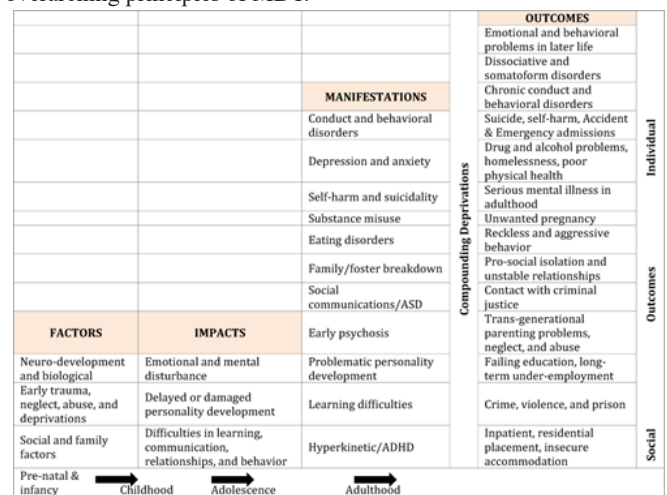 overarching principles of MDT.
OUTCOMES
Emotional and behavioral
problems in later life
Dissociative and
somatoform disorders
MANIFESTATIONS
Chronic conduct and
behavioral disorders
Conduct and behavioral
disorders
Suicide, self-harm, Accident
& Emergency admissions
Depression and anxiety
Drug and alcohol problems,
homelessness, poor
physical health
Self-harm and suicidality
Serious mental illness in
adulthood
Substance misuse
Unwanted pregnancy
Eating disorders
Reckless and aggressive
behavior
Family/foster breakdown
Pro-social isolation and
unstable relationships
Social
communications/ASD
Contact with criminal
justice
FACTORS
IMPACTS
Early psychosis
Trans-generational
parenting problems,
neglect, and abuse
Neuro-development
and biological
Emotional and mental
disturbance
Problematic personality
development
Failing education, long-
term under-employment
Early trauma,
neglect, abuse, and
deprivations
Delayed or damaged
personality development
Learning difficulties
Crime, violence, and prison
Social and family
factors
Difficulties in learning,
communication,
relationships, and behavior
Hyperkinetic/ADHD
Inpatient, residential
placement, insecure
accommodation
Compounding Deprivations
Individual
Outcomes
Social
Pre-natal &
infancy
Childhood
Adolescence
Adulthood